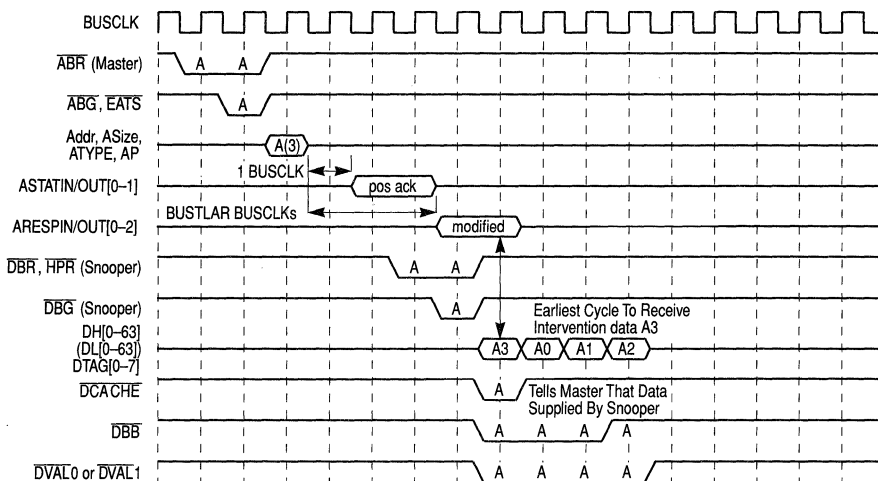 BUSCLK
ABR (Master) A A
ABG, EATS A
Addr, ASize,
ATYPE, AP A(3)
1 BUSCLK
ASTATIN/OUT[0–1] pos ack
BUSTLAR BUSCLKs
ARESPIN/OUT[0–2] modified
DBR, HPR (Snooper) A A
DBG (Snooper) A
Earliest Cycle To Receive
Intervention data A3
DH[0–63]
(DL[0–63]) A3 A0 A1 A2
DTAG[0–7]
DCACHE A
Tells Master That Data
Supplied By Snooper
DBB A A A A
DVAL0 or DVAL1 A A A A